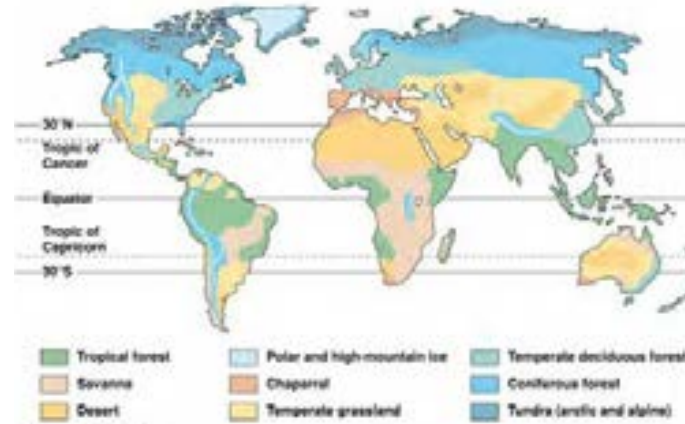 30°N
Tropic of
Cancer
Equator
Tropic of
Capricorn
30°S
Tropical forest
Savanna
Desert
Polar and high-mountain ice
Chaparral
Temperate grassland
Temperate deciduous forest
Coniferous forest
Tundra (arctic and alpine)